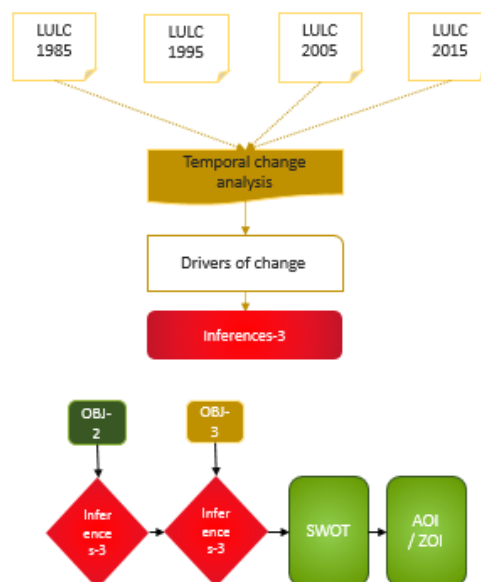 LULC
1985
LULC
1995
LULC
2005
LULC
2015
Temporal change
analysis
Drivers of change
Inferences-3
OBJ-
2
OBJ-
3
Infer
ence
s-3
Infer
ence
s-3
SWOT
AOI
/ ZOI